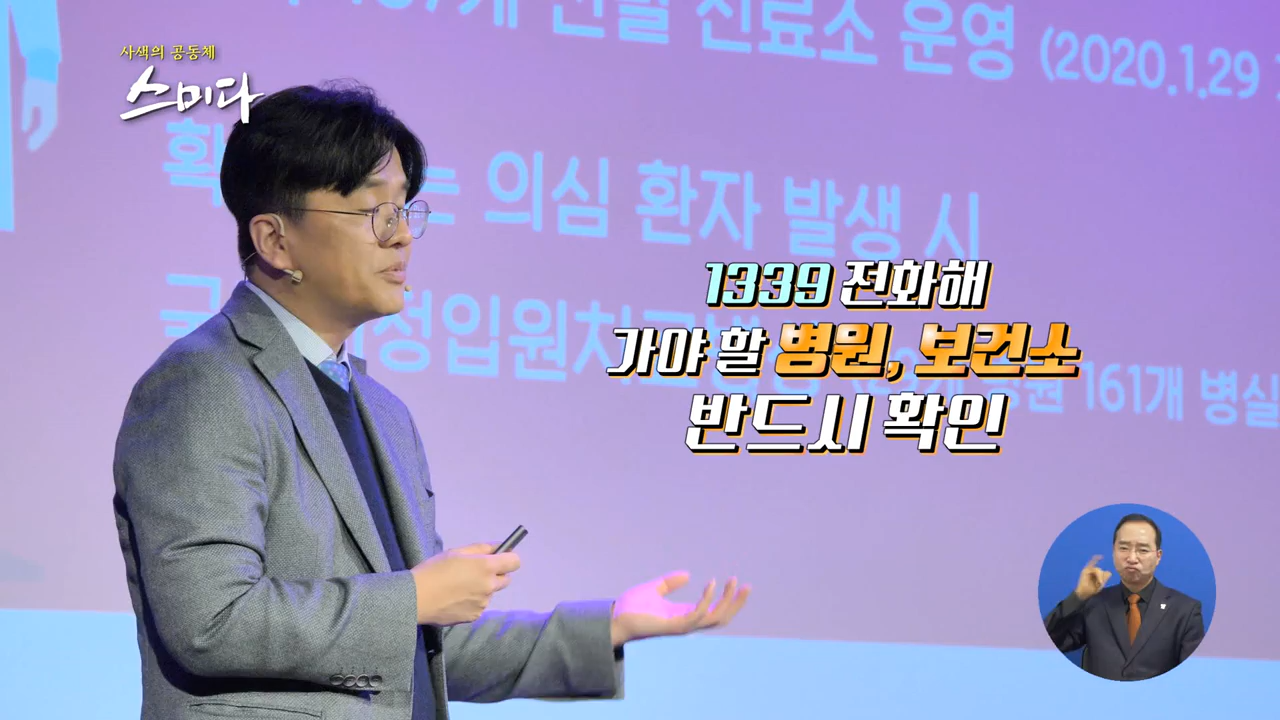 사색의 공동체
스미다
개 선별 진료소 운영 (2020.1.29
의심 환자 발생 시
1339 전화해
가야 할 병원, 보건소
반드시 확인
161개 병실